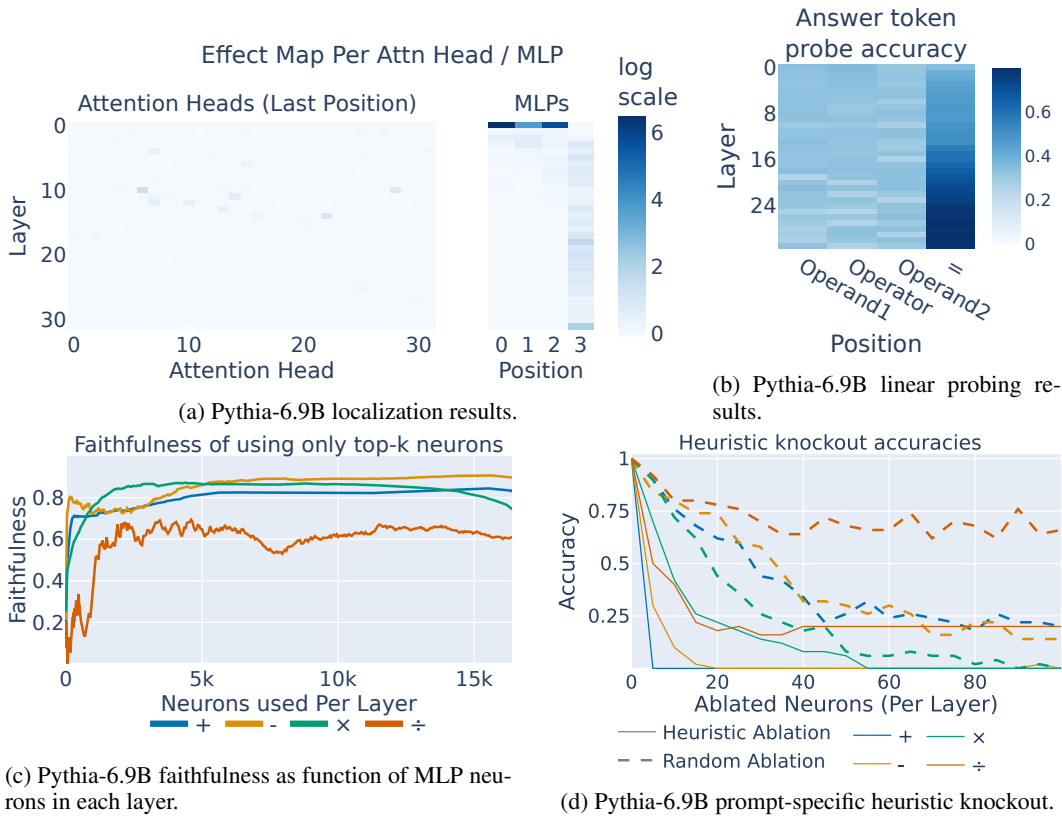 Effect Map Per Attn Head / MLP
Attention Heads (Last Position)
MLPs
log
scale
0
10
20
30
Layer
0
10
20
30
Attention Head
0 1 2 3
Position
6
4
2
0
(a) Pythia-6.9B localization results.
Answer token
probe accuracy
0
8
16
24
Layer
Operand1
Operator
Operand2
=
Position
0.6
0.4
0.2
0
(b) Pythia-6.9B linear probing re-
sults.
Faithfulness of using only top-k neurons
Faithfulness
0.8
0.6
0.4
0.2
0
5k
10k
15k
Neurons used Per Layer
+ - × ÷
(c) Pythia-6.9B faithfulness as function of MLP neu-
rons in each layer.
Heuristic knockout accuracies
Accuracy
1
0.75
0.5
0.25
0
20
40
60
80
Ablated Neurons (Per Layer)
Heuristic Ablation
Random Ablation
+ ×
- ÷
(d) Pythia-6.9B prompt-specific heuristic knockout.